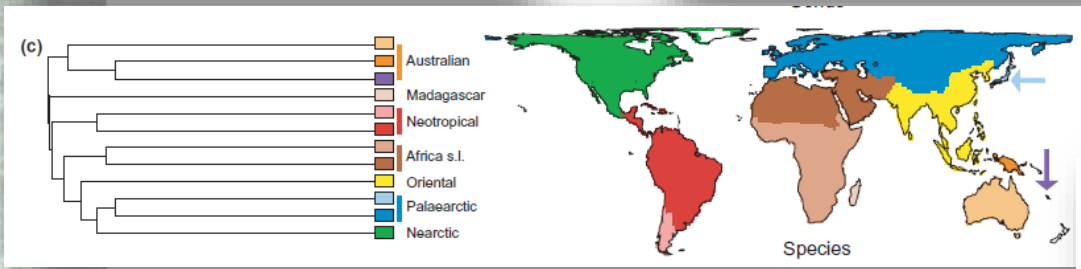 (c)
Australian
Madagascar
Neotropical
Africa s.l.
Oriental
Palaearctic
Nearctic
Species